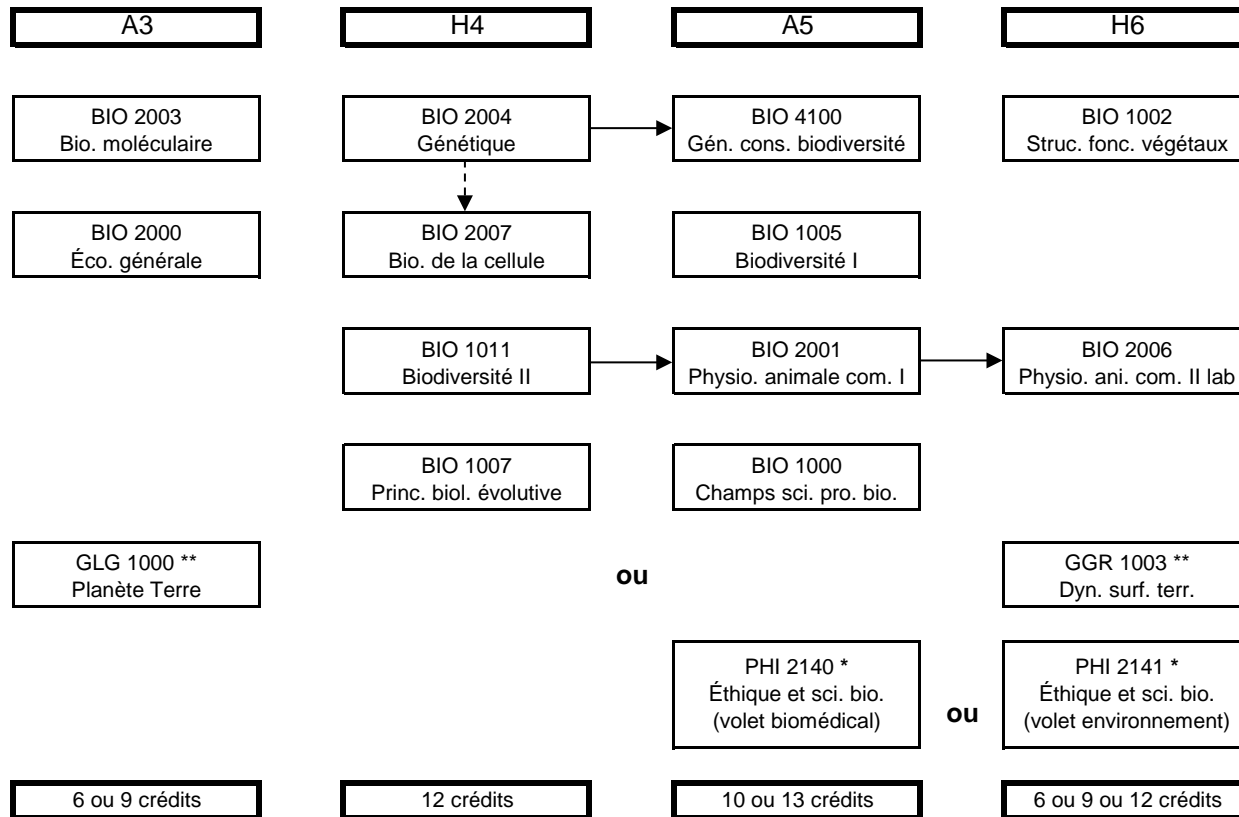 A3
H4
A5
H6
BIO 2003
Bio. moléculaire
BIO 2004
Génétique
BIO 4100
Gén. cons. biodiversité
BIO 1002
Struc. fonc. végétaux
BIO 2000
Éco. générale
BIO 2007
Bio. de la cellule
BIO 1005
Biodiversité I
BIO 1011
Biodiversité II
BIO 2001
Physio. animale com. I
BIO 2006
Physio. ani. com. II lab
BIO 1007
Princ. biol. évolutive
BIO 1000
Champs sci. pro. bio.
GLG 1000 **
Planète Terre
ou
GGR 1003 **
Dyn. surf. terr.
PHI 2140 *
Éthique et sci. bio.
(volet biomédical)
ou
PHI 2141 *
Éthique et sci. bio.
(volet environnement)
6 ou 9 crédits
12 crédits
10 ou 13 crédits
6 ou 9 ou 12 crédits